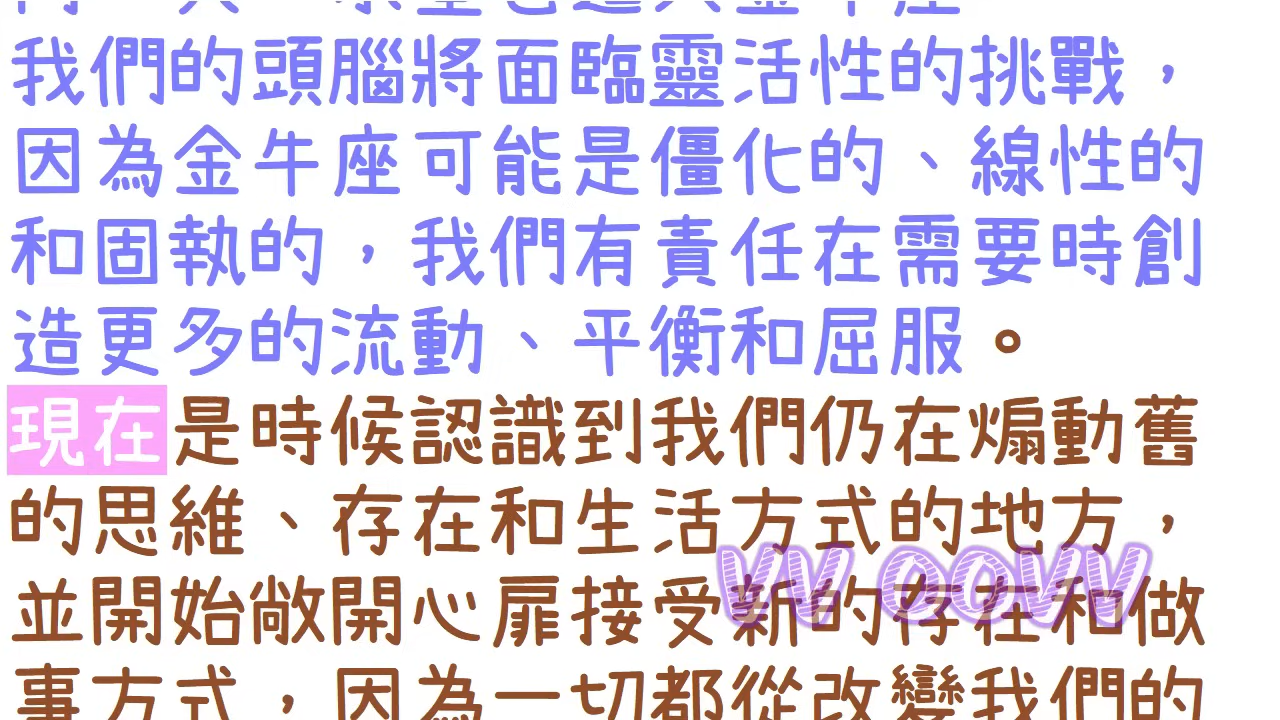 我們的頭腦將面臨靈活性的挑戰，
因為金牛座可能是僵化的、線性的
和固執的，我們有責任在需要時創
造更多的流動、平衡和屈服。
現在是時候認識到我們仍在煽動舊
的思維、存在和生活方式的地方，
並開始敞開心扉接受新的存在和做
事方式，因為一切都從改變我們的
VV OOVV